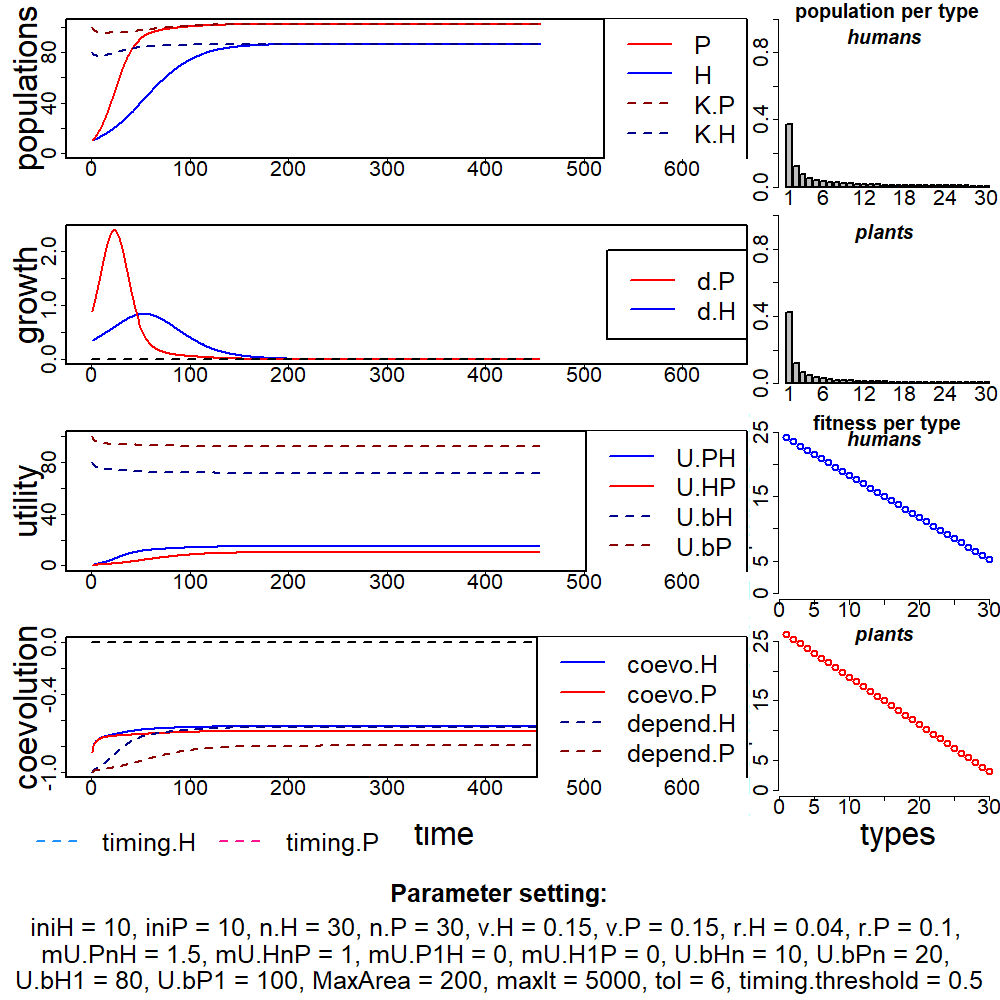 populations
0
40
80
P
H
K.P
K.H
0 100 200 300 400 500 600
population per type
humans
0.0 0.4 0.8
1 6 12 18 24 30
growth
0.0 1.0 2.0
d.P
d.H
0 100 200 300 400 500 600
plants
0.0 0.4 0.8
1 6 12 18 24 30
utility
0 40 80
U.PH
U.HP
U.bH
U.bP
0 100 200 300 400 500 600
fitness per type
humans
0 5 15 25
0 5 10 15 20 30
coevolution
-1.0 -0.4 0.0
coevo.H
coevo.P
depend.H
depend.P
0 100 200 300 400 500 600
plants
0 5 15 25
0 5 10 15 20 30
timing.H timing.P
time
types
Parameter setting:
iniH = 10, iniP = 10, n.H = 30, n.P = 30, v.H = 0.15, v.P = 0.15, r.H = 0.04, r.P = 0.1,
mU.PnH = 1.5, mU.HnP = 1, mU.P1H = 0, mU.H1P = 0, U.bHn = 10, U.bPn = 20,
U.bH1 = 80, U.bP1 = 100, MaxArea = 200, maxIt = 5000, tol = 6, timing.threshold = 0.5